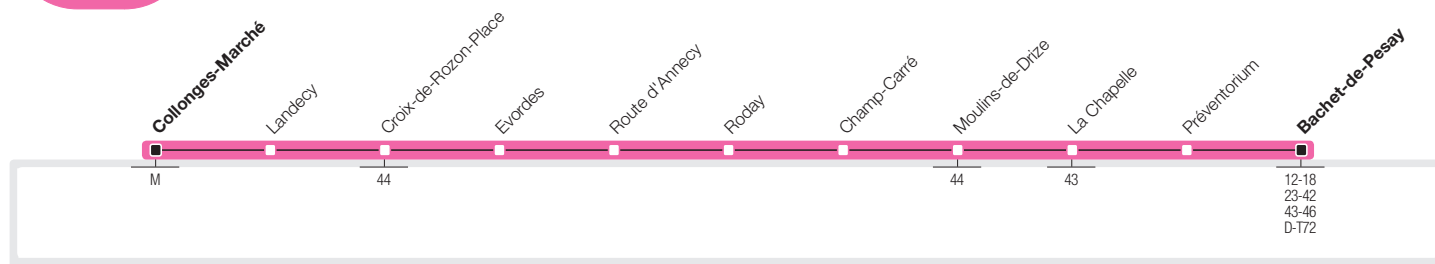 Collonges-Marché
Landecy
Croix-de-Rozon-Place
Evordes
Route d'Annecy
Roday
Champ-Carré
Moulins-de-Drize
La Chapelle
Préventorium
Bachet-de-Pesay
M
44
44
43
12-18
23-42
43-46
D-T72